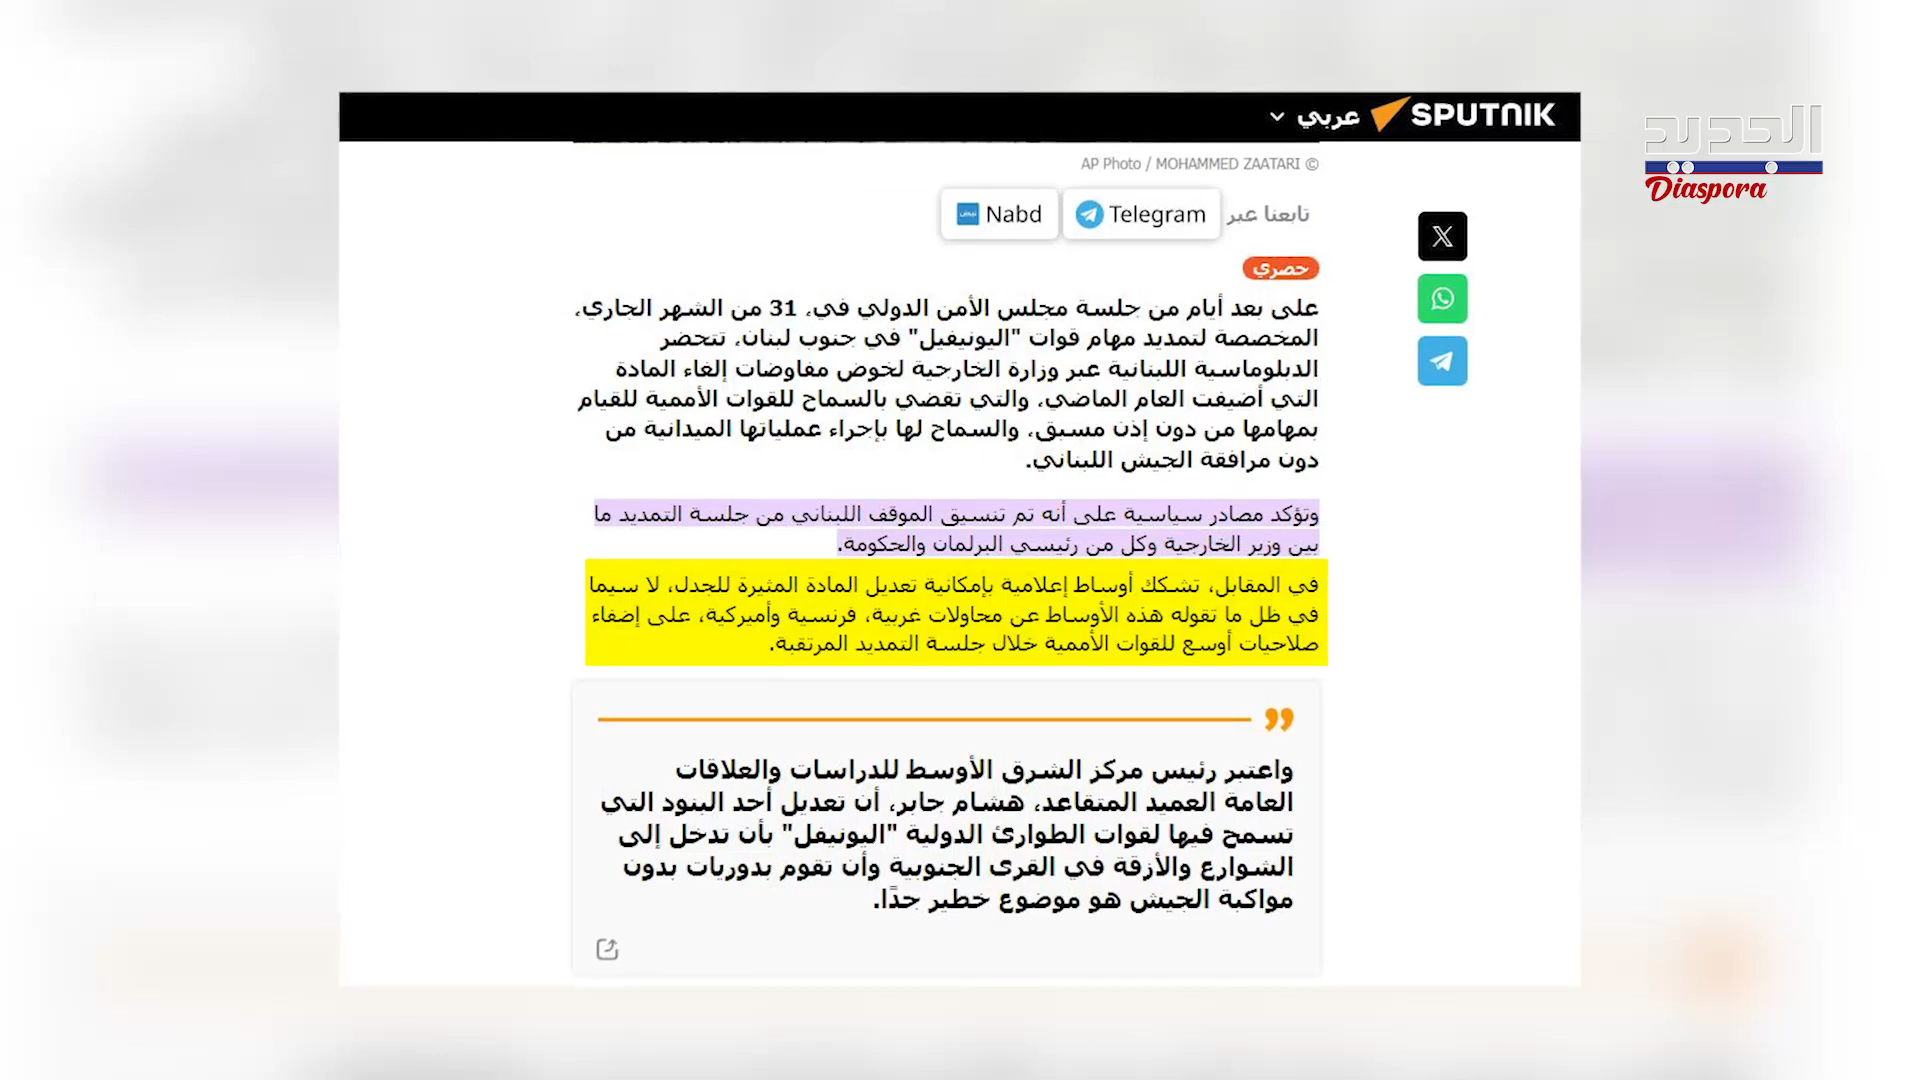 SPUTNIK عربي
الجديد
Diaspora
© AP Photo / MOHAMMED ZAATARI
تابعنا عبر
Telegram
Nabd
حصري
على بعد أيام من جلسة مجلس الأمن الدولي في، 31 من الشهر الجاري،
المخصصة لتمديد مهام قوات "اليونيفيل" في جنوب لبنان، تتحضر
الدبلوماسية اللبنانية عبر وزارة الخارجية لخوض مفاوضات إلغاء المادة
التي أضيفت العام الماضي، والتي تقضي بالسماح للقوات الأممية للقيام
بمهامها من دون إذن مسبق، والسماح لها بإجراء عملياتها الميدانية من
دون مرافقة الجيش اللبناني.
وتؤكد مصادر سياسية على أنه تم تنسيق الموقف اللبناني من جلسة التمديد ما
بين وزير الخارجية وكل من رئيسي البرلمان والحكومة.
في المقابل، تشكك أوساط إعلامية بإمكانية تعديل المادة المثيرة للجدل، لا سيما
في ظل ما تقوله هذه الأوساط عن محاولات غربية، فرنسية وأميركية، على إضفاء
صلاحيات أوسع للقوات الأممية خلال جلسة التمديد المرتقبة.
واعتبر رئيس مركز الشرق الأوسط للدراسات والعلاقات
العامة العميد المتقاعد، هشام جابر، أن تعديل أحد البنود التي
تسمح فيها لقوات الطوارئ الدولية "اليونيفل" بأن تدخل إلى
الشوارع والأزقة في القرى الجنوبية وأن تقوم بدوريات بدون
مواكبة الجيش هو موضوع خطير جدًا.